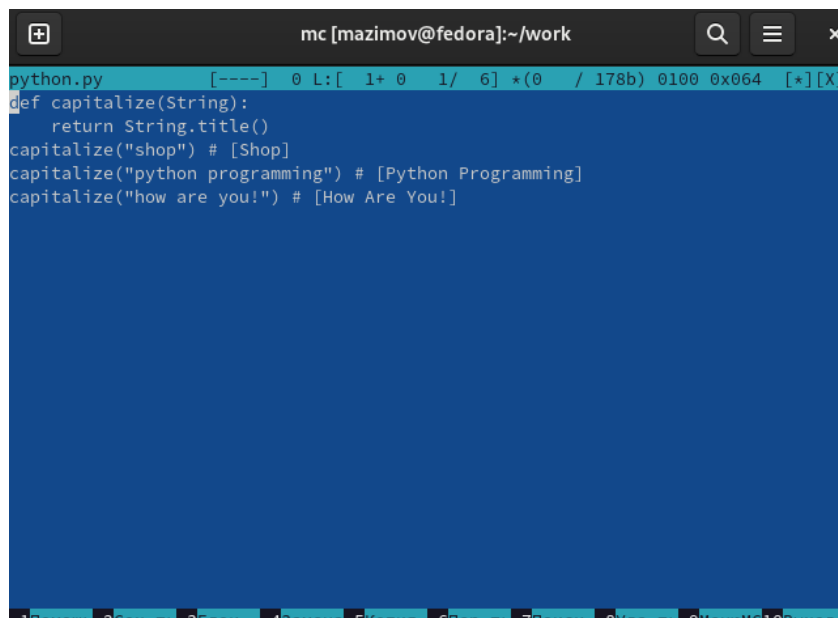 mc [mazimov@fedora]:~/work
python.py [----] 0 L:[ 1+ 0 1/ 6] *(0 / 178b) 0100 0x064 [*][X]
def capitalize(String):
    return String.title()
capitalize("shop") # [Shop]
capitalize("python programming") # [Python Programming]
capitalize("how are you!") # [How Are You!]